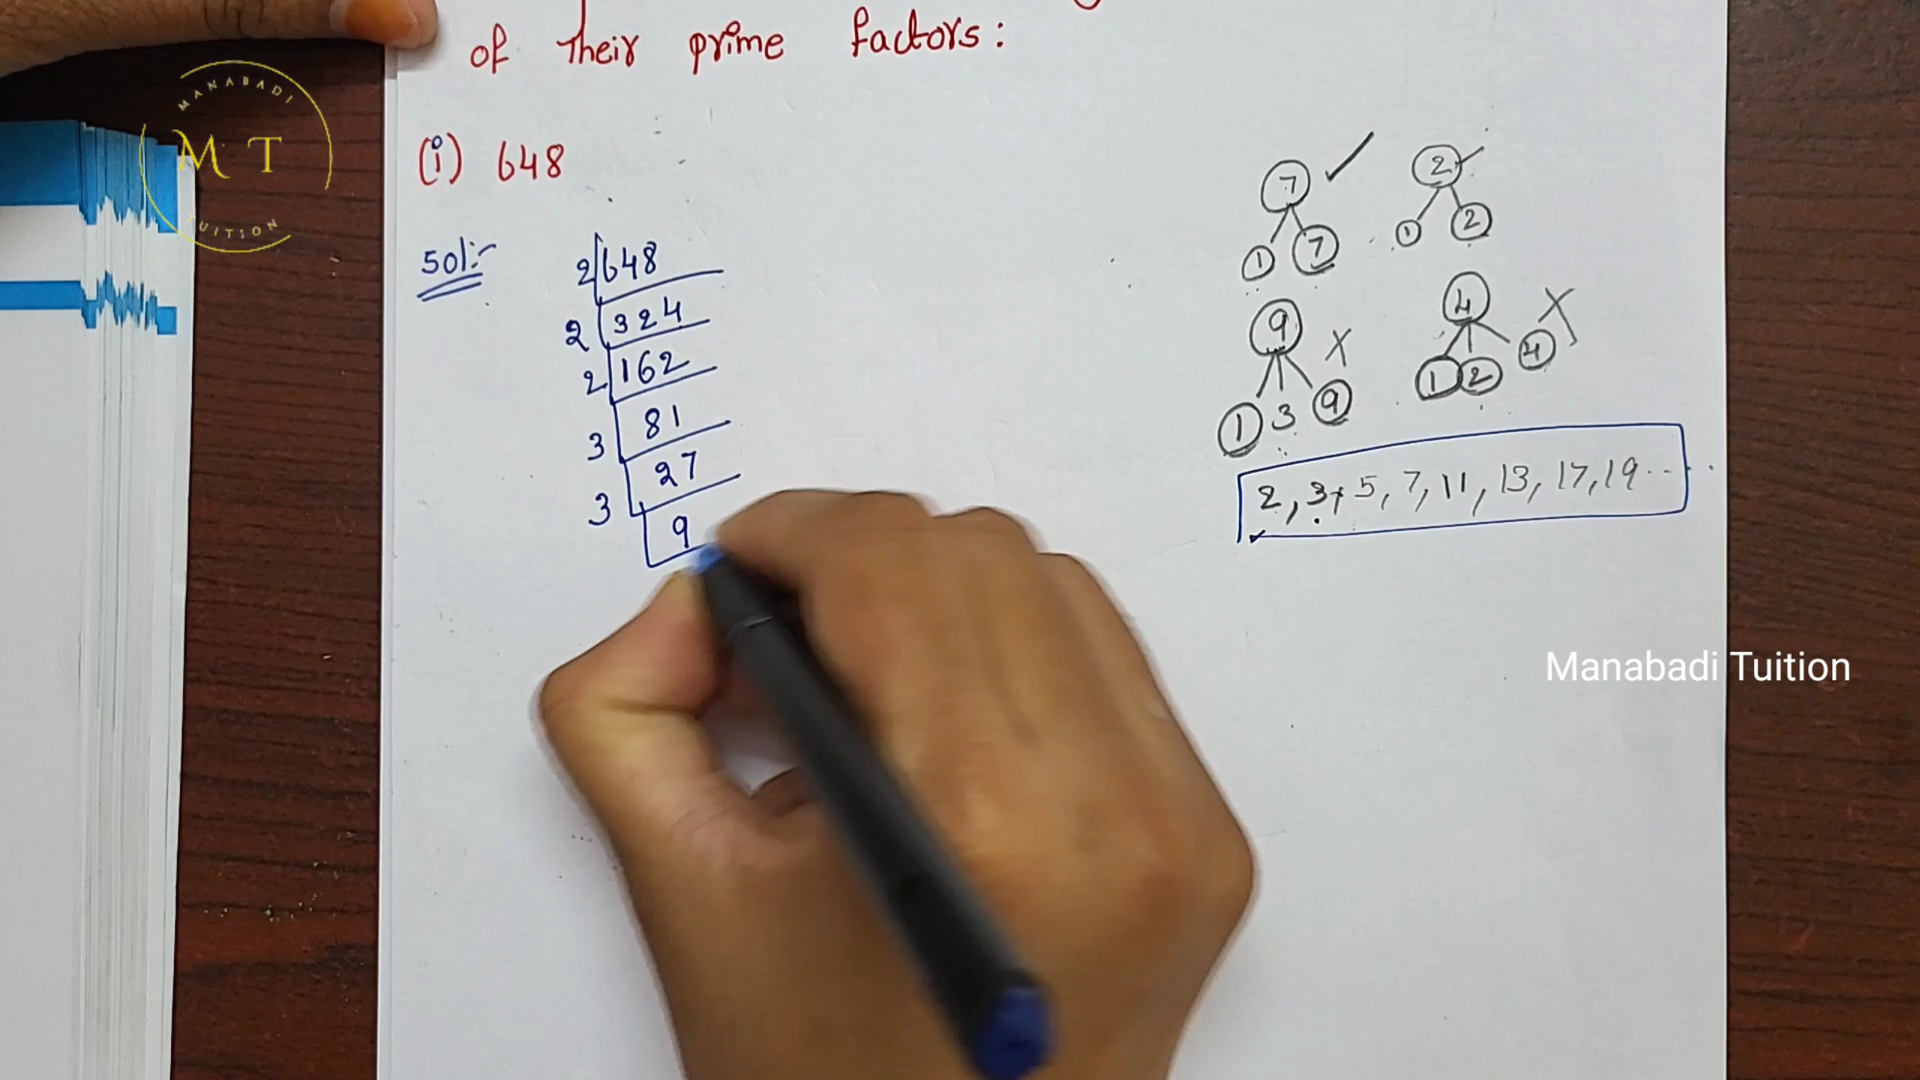 of Their prime factors:
MANABADI
MT
TUITION
(i) 648
Sol:-
2 648
2 324
2 162
3 81
3 27
9
7
1 7
2
1 2
9 X
1 3 9
4 X
1 2 4
2, 3, 5, 7, 11, 13, 17, 19...
Manabadi Tuition